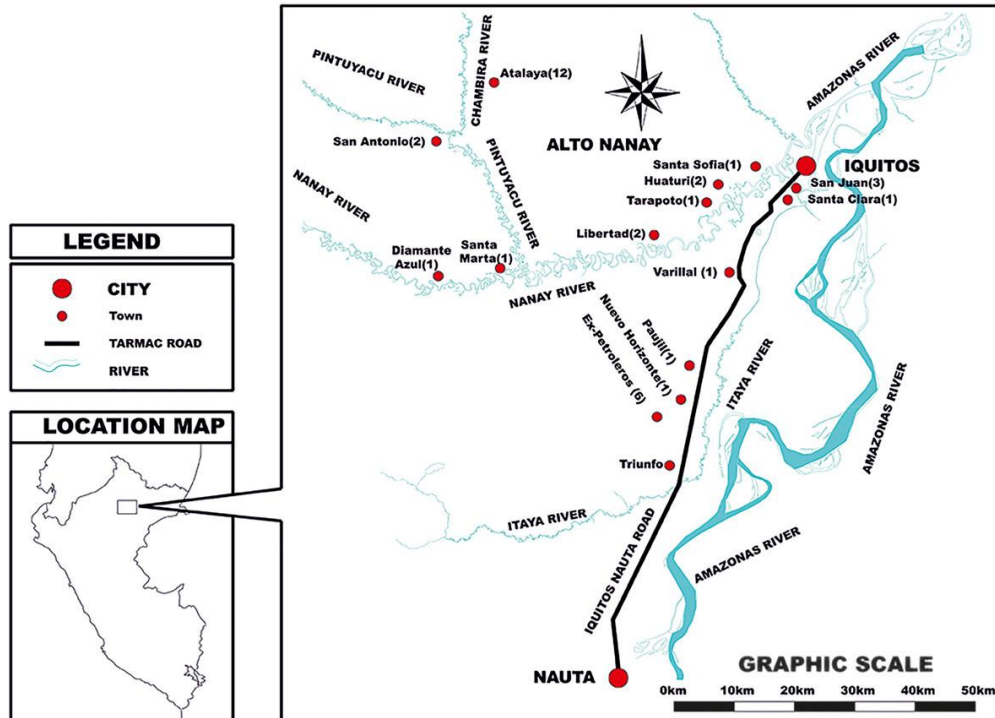 PINTUYACU RIVER
CHAMBIRA RIVER
Atalaya(12)
AMAZONAS RIVER
San Antonlo(2)
ALTO NANAY
PINTUYACU RIVER
Santa Sofia(1)
IQUITOS
Huaturi(2)
San Juan(3)
Tarapoto(1)
Santa Clara(1)
NANAY RIVER
Libertad(2)
Diamante
Azul(1)
Santa
Marta(1)
Varillal (1)
NANAY RIVER
Paujil(1)
Nuevo Horizonte(1)
Ex-Petroleros (6)
ITAYA RIVER
AMAZONAS RIVER
Triunfo
ITAYA RIVER
IQUITOS NAUTA ROAD
AMAZONAS RIVER
NAUTA
GRAPHIC SCALE
0km 10km 20km 30km 40km 50km
LEGEND
CITY
Town
TARMAC ROAD
RIVER
LOCATION MAP